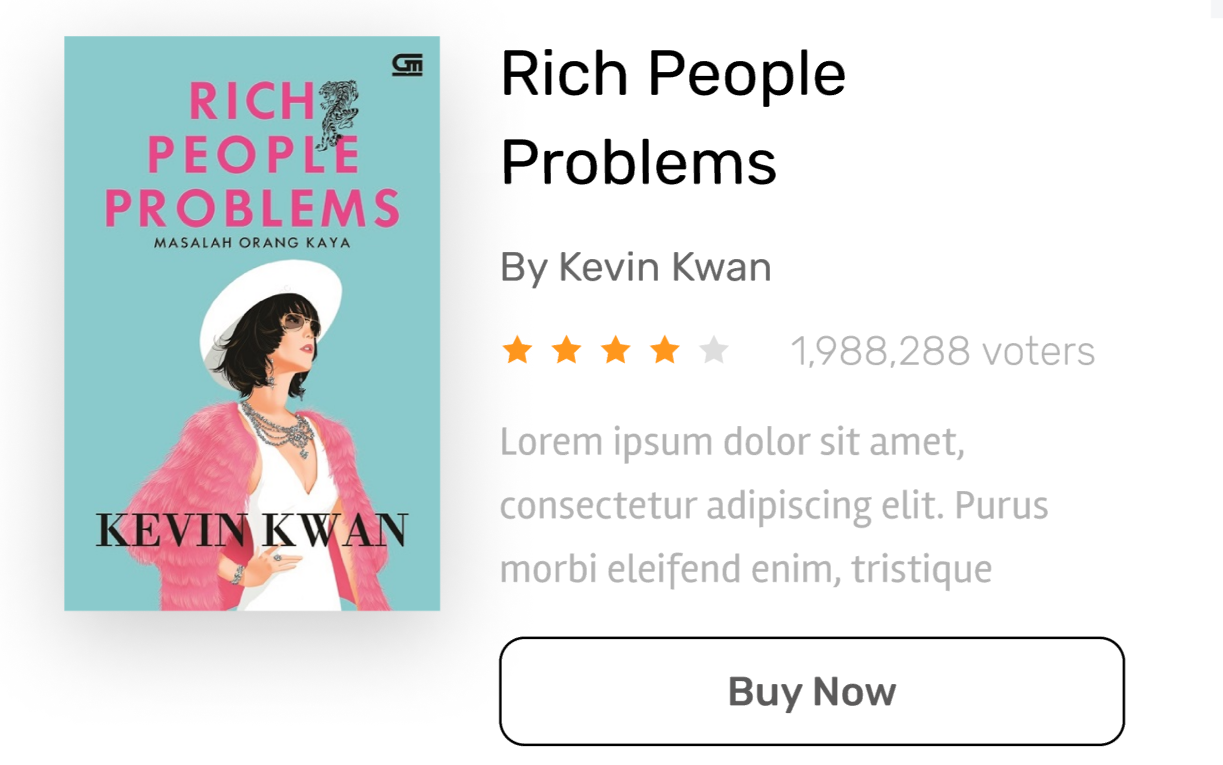 GM
RICH
PEOPLE
PROBLEMS
MASALAH ORANG KAYA
KEVIN KWAN
Rich People
Problems
By Kevin Kwan
1,988,288 voters
Lorem ipsum dolor sit amet,
consectetur adipiscing elit. Purus
morbi eleifend enim, tristique
Buy Now